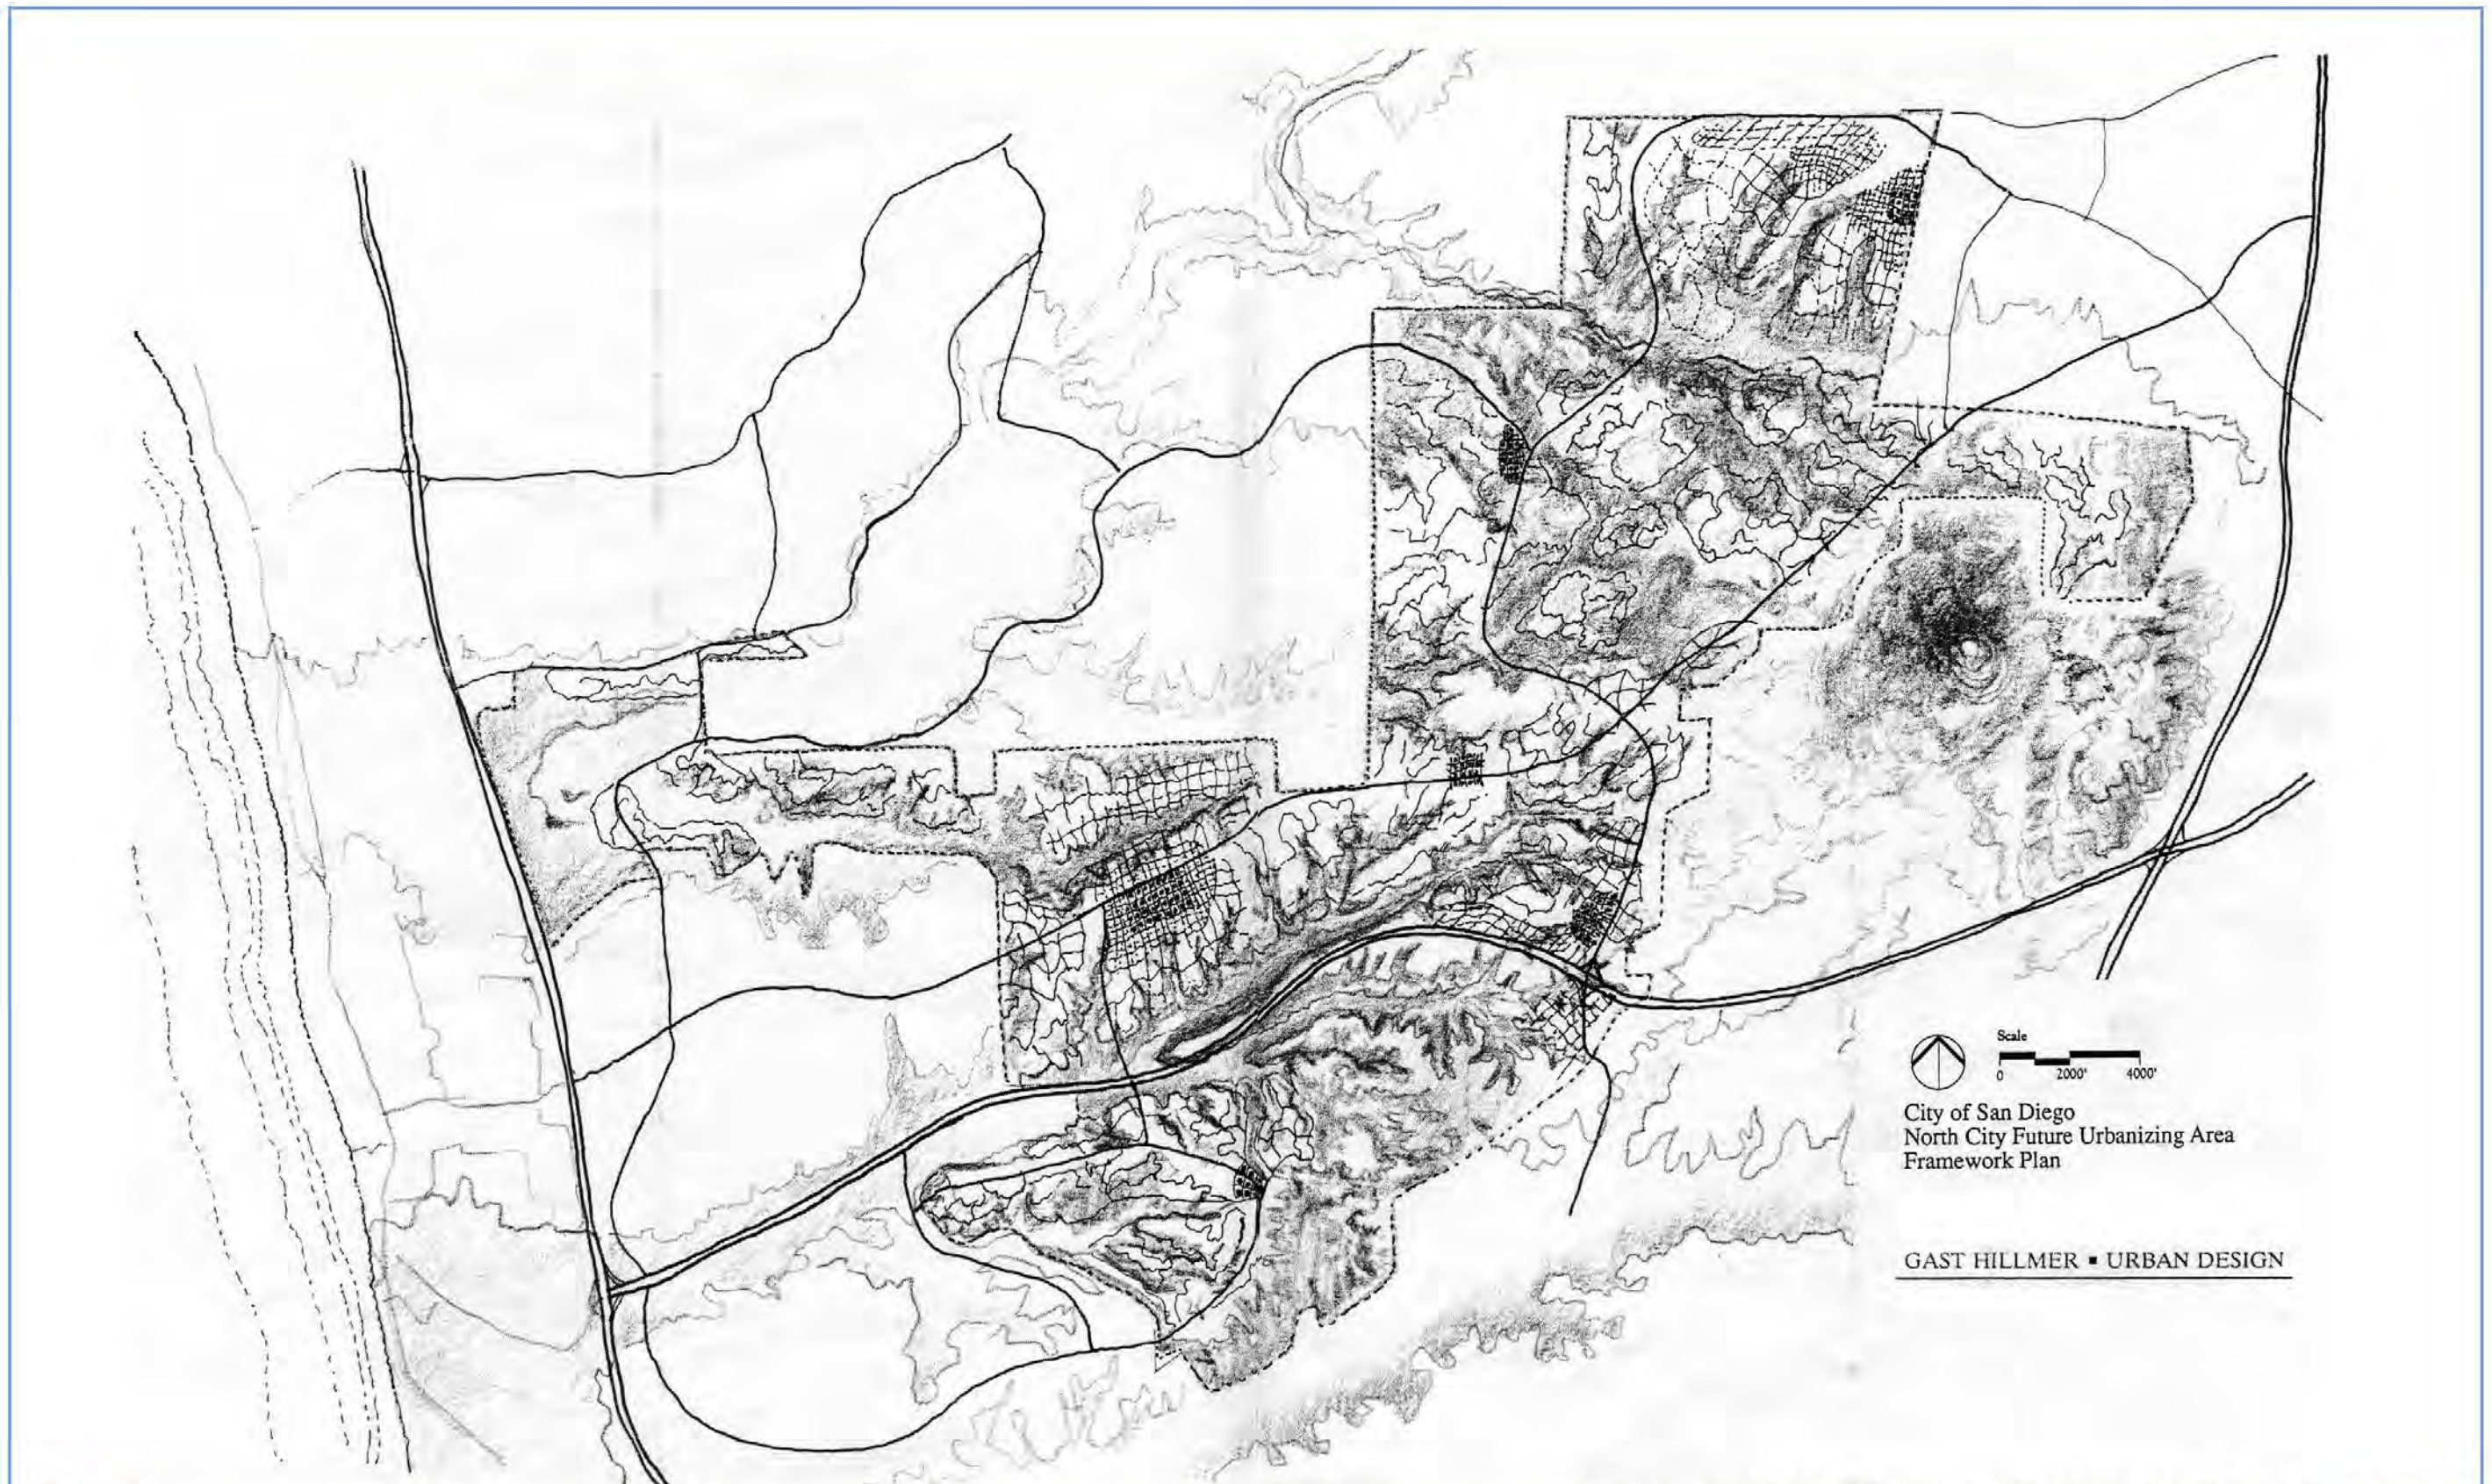 Scale
0 2000' 4000'
City of San Diego
North City Future Urbanizing Area
Framework Plan
GAST HILLMER ▪ URBAN DESIGN